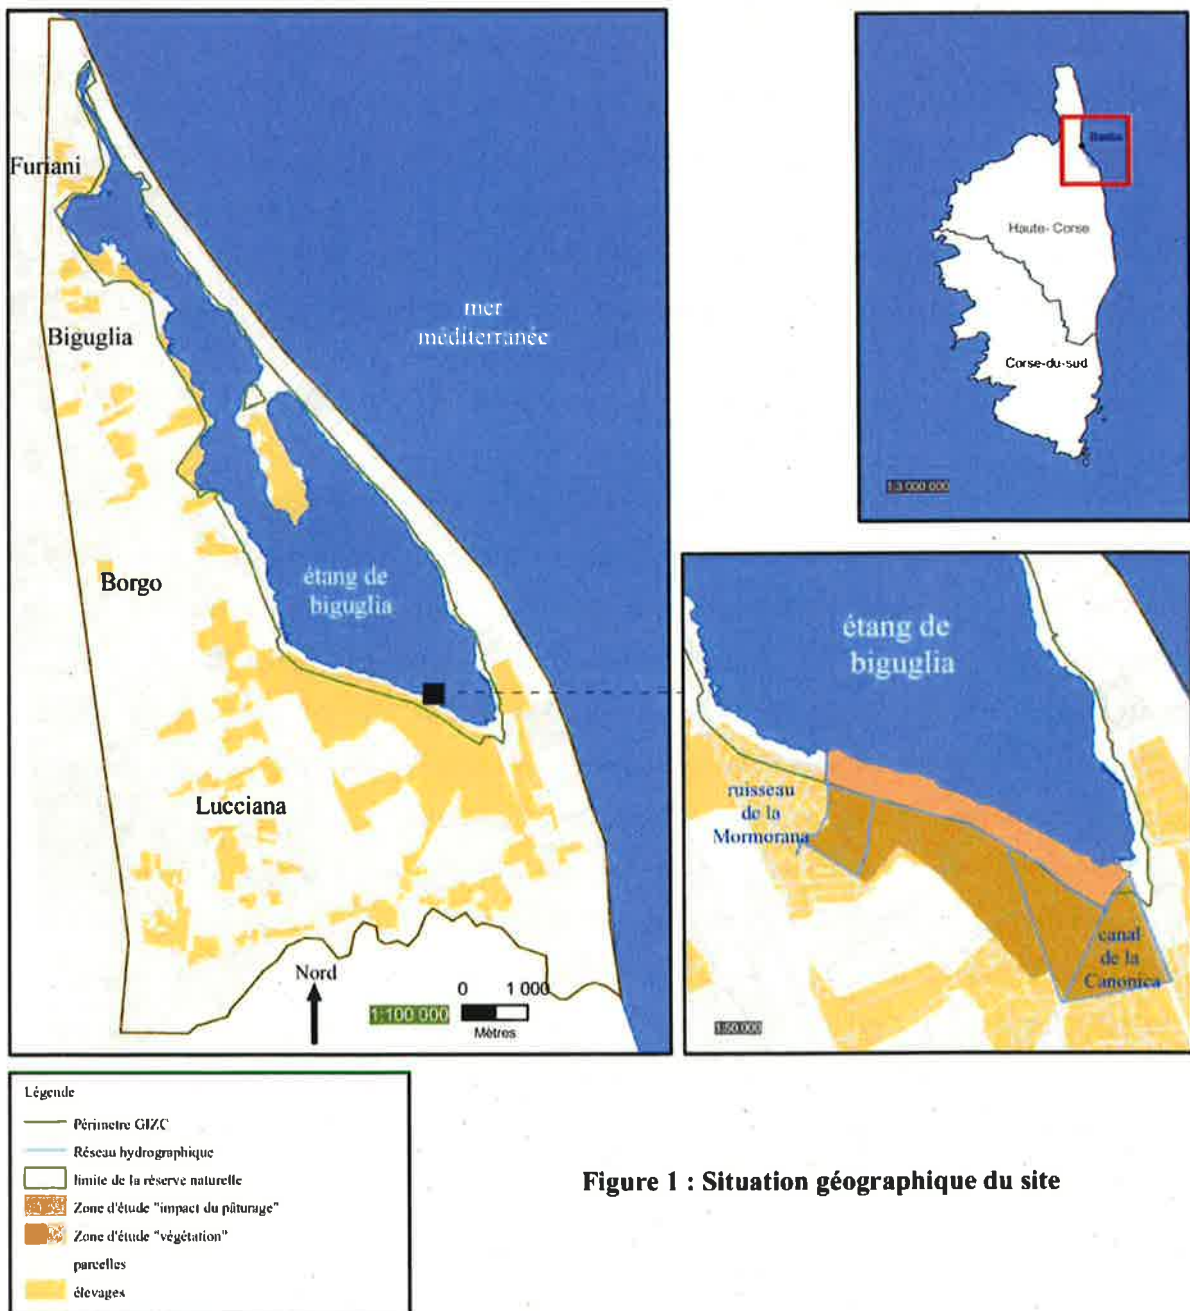 Furiani
Biguglia
Borgo
Lucciana
mer
méditerranée
étang de
biguglia
Nord
1:100 000
0 1 000
Mètres
Bastia
Haute- Corse
Corse-du-sud
1:3 000 000
étang de
biguglia
ruisseau
de la
Mormorana
canal
de la
Canonica
1:50 000
Légende
Périmetre GIZC
Réseau hydrographique
limite de la réserve naturelle
Zone d'étude "impact du pâturage"
Zone d'étude "végétation"
parcelles
élevages
Figure 1 : Situation géographique du site